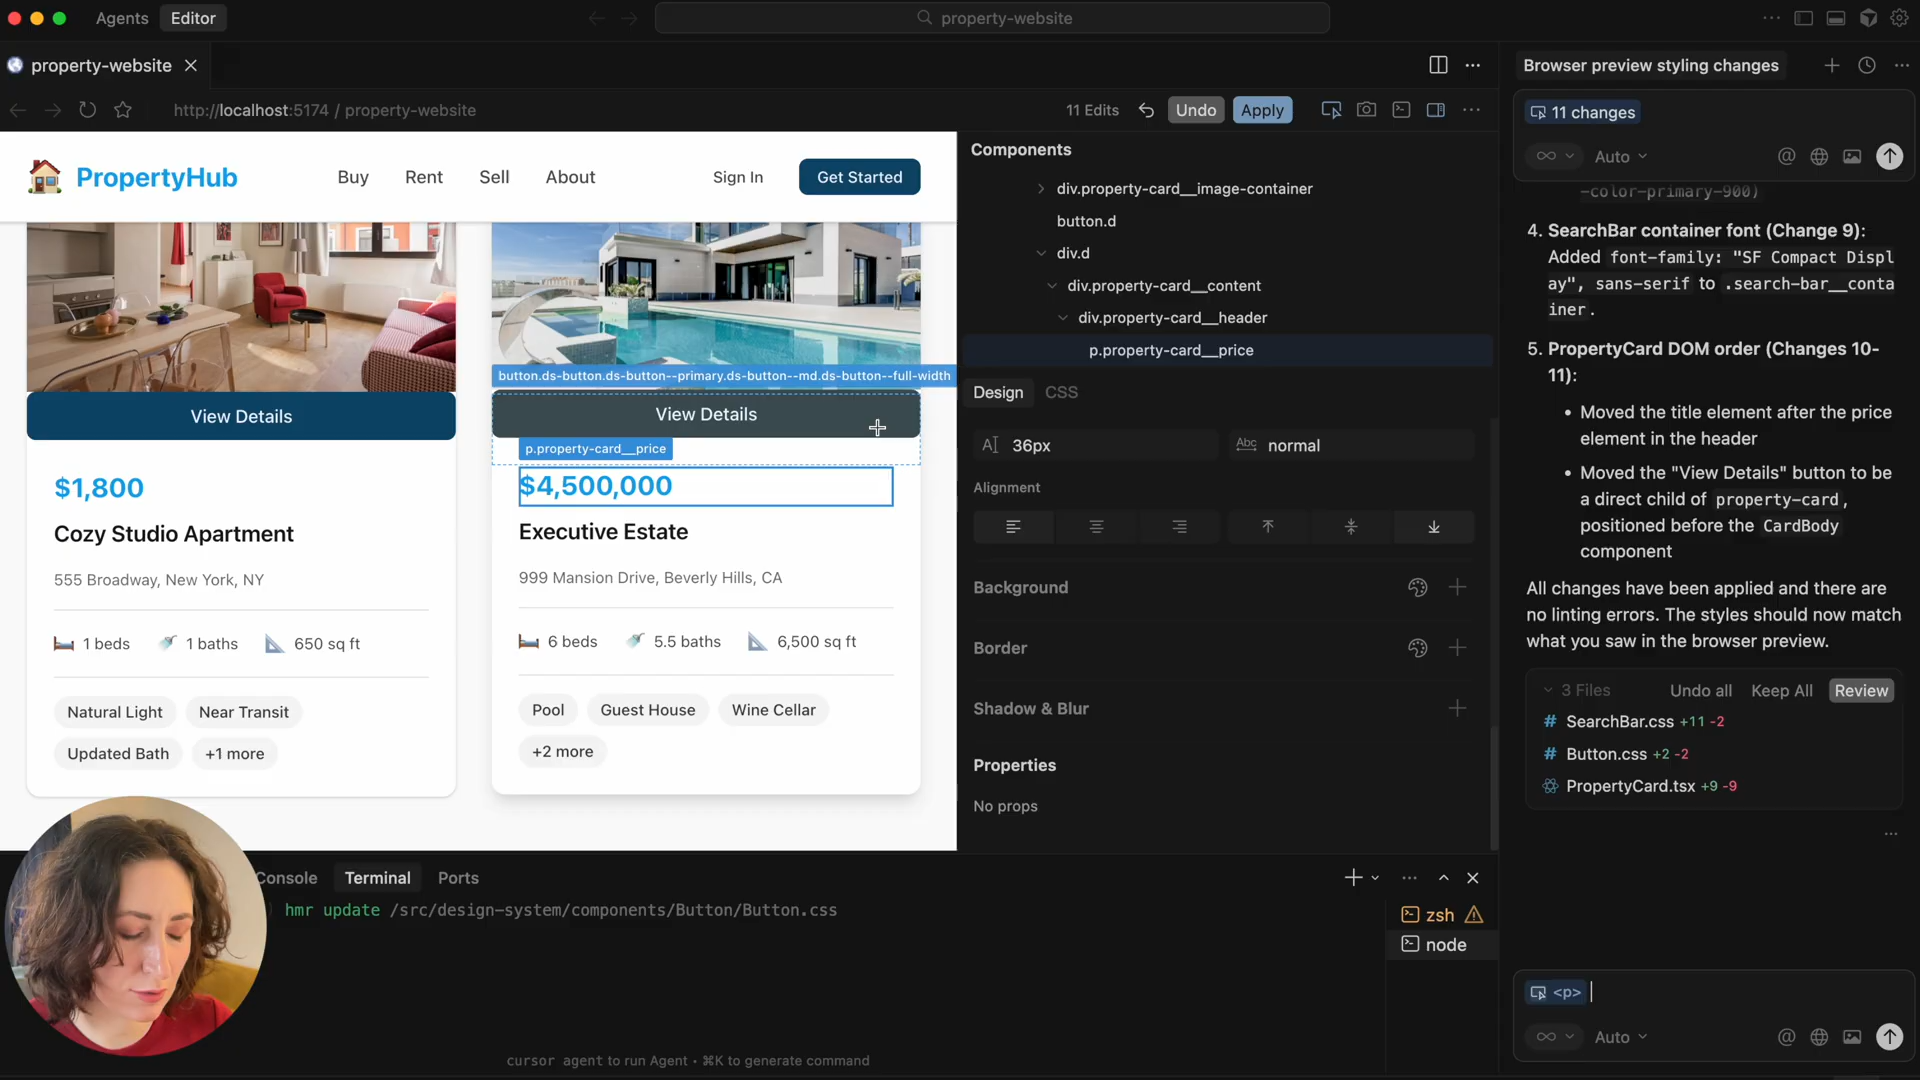 Agents Editor
property-website
property-website
http://localhost:5174 / property-website
11 Edits Undo Apply
PropertyHub
Buy Rent Sell About
Sign In Get Started
button.ds-button.ds-button--primary.ds-button--md.ds-button--full-width
View Details
View Details
p.property-card__price
$1,800
$4,500,000
Cozy Studio Apartment
Executive Estate
555 Broadway, New York, NY
999 Mansion Drive, Beverly Hills, CA
1 beds 1 baths 650 sq ft
6 beds 5.5 baths 6,500 sq ft
Natural Light Near Transit
Updated Bath +1 more
Pool Guest House Wine Cellar
+2 more
Components
div.property-card__image-container
button.d
div.d
div.property-card__content
div.property-card__header
p.property-card__price
Design CSS
36px Abc normal
Alignment
Background
Border
Shadow & Blur
Properties
No props
Console Terminal Ports
hmr update /src/design-system/components/Button/Button.css
zsh
node
cursor agent to run Agent • ⌘K to generate command
Browser preview styling changes
11 changes
∞ Auto
-color-primary-900)
4. SearchBar container font (Change 9):
Added font-family: "SF Compact Displ
ay", sans-serif to .search-bar__conta
iner.
5. PropertyCard DOM order (Changes 10-
11):
• Moved the title element after the price
element in the header
• Moved the "View Details" button to be
a direct child of property-card,
positioned before the CardBody
component
All changes have been applied and there are
no linting errors. The styles should now match
what you saw in the browser preview.
3 Files Undo all Keep All Review
# SearchBar.css +11 -2
# Button.css +2 -2
PropertyCard.tsx +9 -9
<p>
∞ Auto